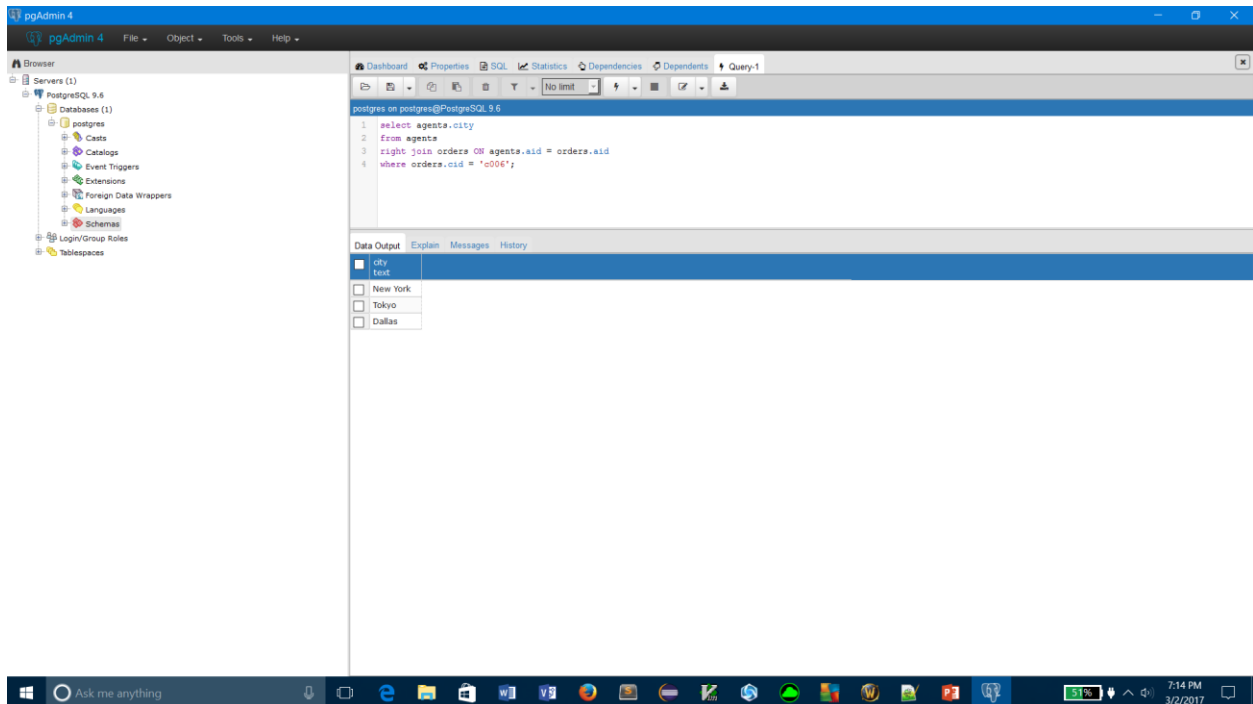 pgAdmin 4
pgAdmin 4 File Object Tools Help
Browser
Servers (1)
PostgreSQL 9.6
Databases (1)
postgres
Casts
Catalogs
Event Triggers
Extensions
Foreign Data Wrappers
Languages
Schemas
Login/Group Roles
Tablespaces
Dashboard Properties SQL Statistics Dependencies Dependents Query-1
No limit
postgres on postgres@PostgreSQL 9.6
1 select agents.city
2 from agents
3 right join orders ON agents.aid = orders.aid
4 where orders.cid = 'c006';
Data Output Explain Messages History
city
text
New York
Tokyo
Dallas
Ask me anything
51%
7:14 PM
3/2/2017